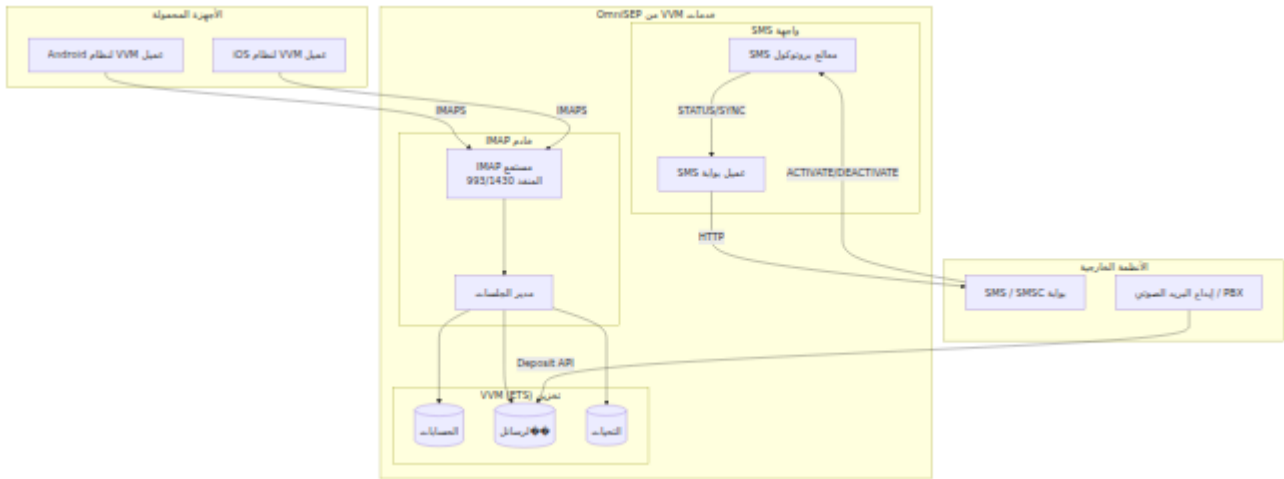 الأجهزة المحمولة
عميل VVM لنظام Android
عميل VVM لنظام iOS
خدمات VVM من OmniSEP
واجهة SMS
معالج بروتوكول SMS
IMAPS
IMAPS
STATUS/SYNC
خادم IMAP
مستمع IMAP
المنفذ 993/1430
عميل بوابة SMS
ACTIVATE/DEACTIVATE
HTTP
الأنظمة الخارجية
بوابة SMS / SMSC
PBX / إيداع البريد الصوتي
مدير الجلسات
Deposit API
تخزين VVM (ETS)
الحسابات
��لرسائل
التحيات